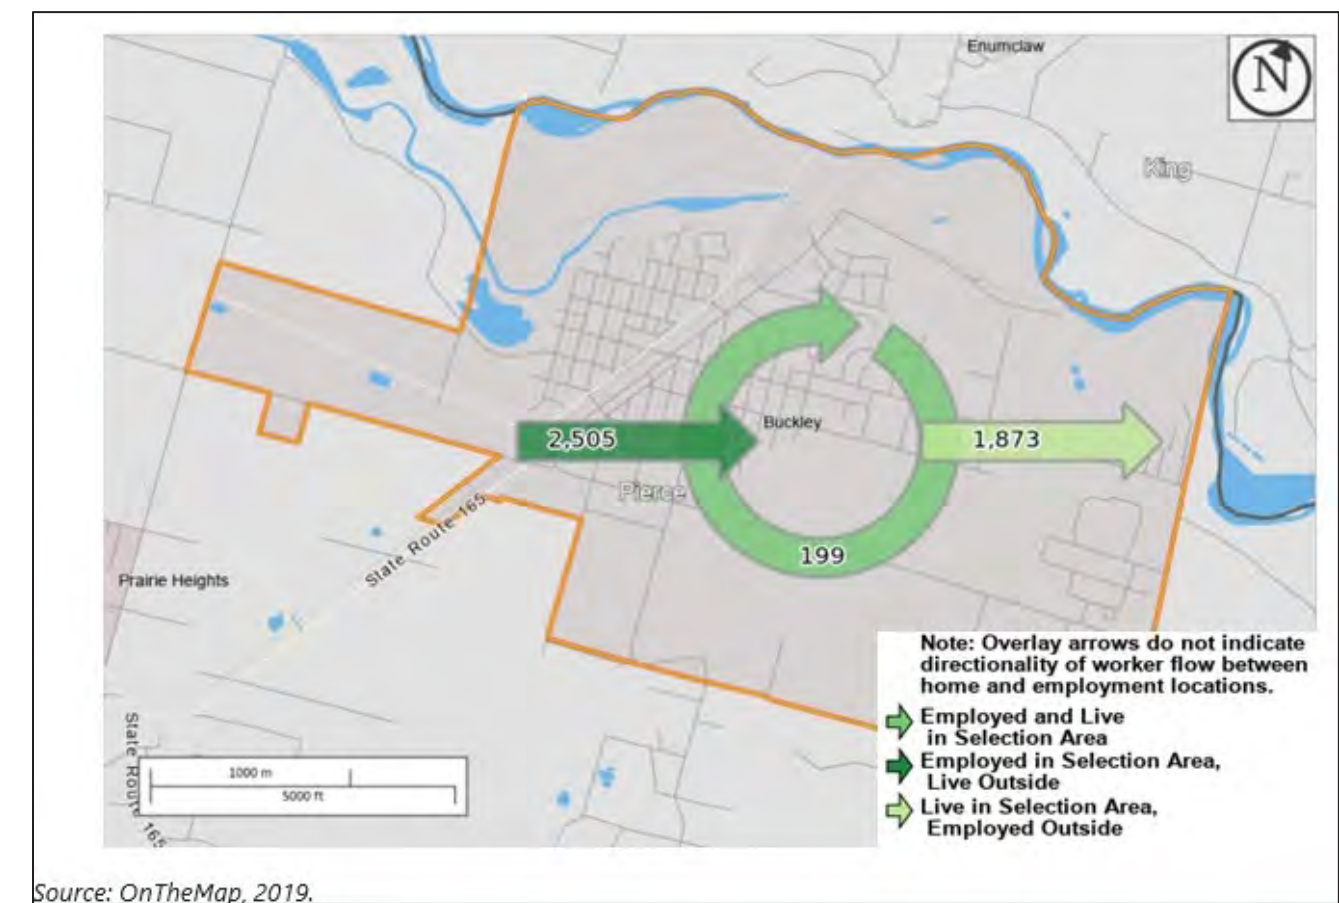 Enumclaw
N
King
Buckley
2,505
1,873
Pierce
199
State Route 165
Prairie Heights
State Route 165
1000 m
5000 ft
Note: Overlay arrows do not indicate
directionality of worker flow between
home and employment locations.
Employed and Live
in Selection Area
Employed in Selection Area,
Live Outside
Live in Selection Area,
Employed Outside
Source: OnTheMap, 2019.